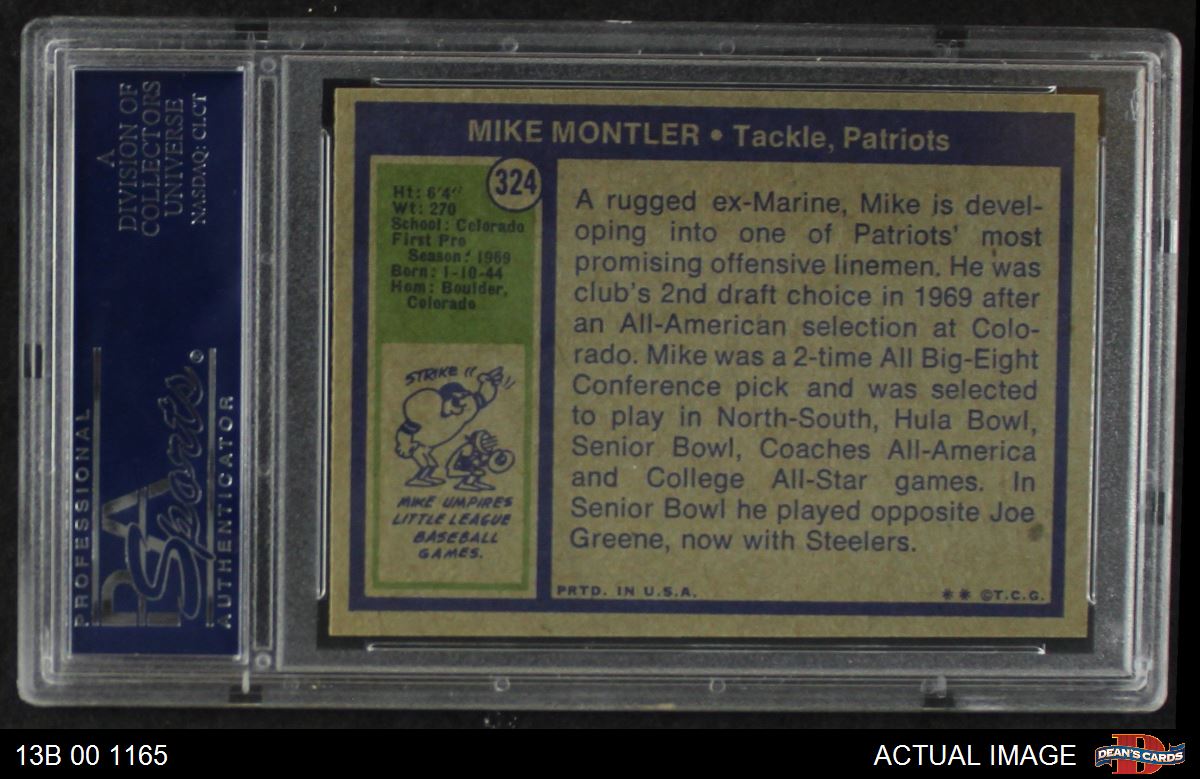 A
DIVISION OF
COLLECTORS
UNIVERSE
NASDAQ: CLCT
PROFESSIONAL
PSA
Sports®
AUTHENTICATOR
MIKE MONTLER • Tackle, Patriots
324
Ht: 6'4"
Wt: 270
School: Colorado
First Pro
Season: 1969
Born: 1-10-44
Hom: Boulder,
Colorado
STRIKE!!
MIKE UMPIRES
LITTLE LEAGUE
BASEBALL
GAMES.
A rugged ex-Marine, Mike is devel-
oping into one of Patriots' most
promising offensive linemen. He was
club's 2nd draft choice in 1969 after
an All-American selection at Colo-
rado. Mike was a 2-time All Big-Eight
Conference pick and was selected
to play in North-South, Hula Bowl,
Senior Bowl, Coaches All-America
and College All-Star games. In
Senior Bowl he played opposite Joe
Greene, now with Steelers.
PRTD. IN U.S.A.
** ©T.C.G.
13B 00 1165
ACTUAL IMAGE
D
DEAN'S CARDS